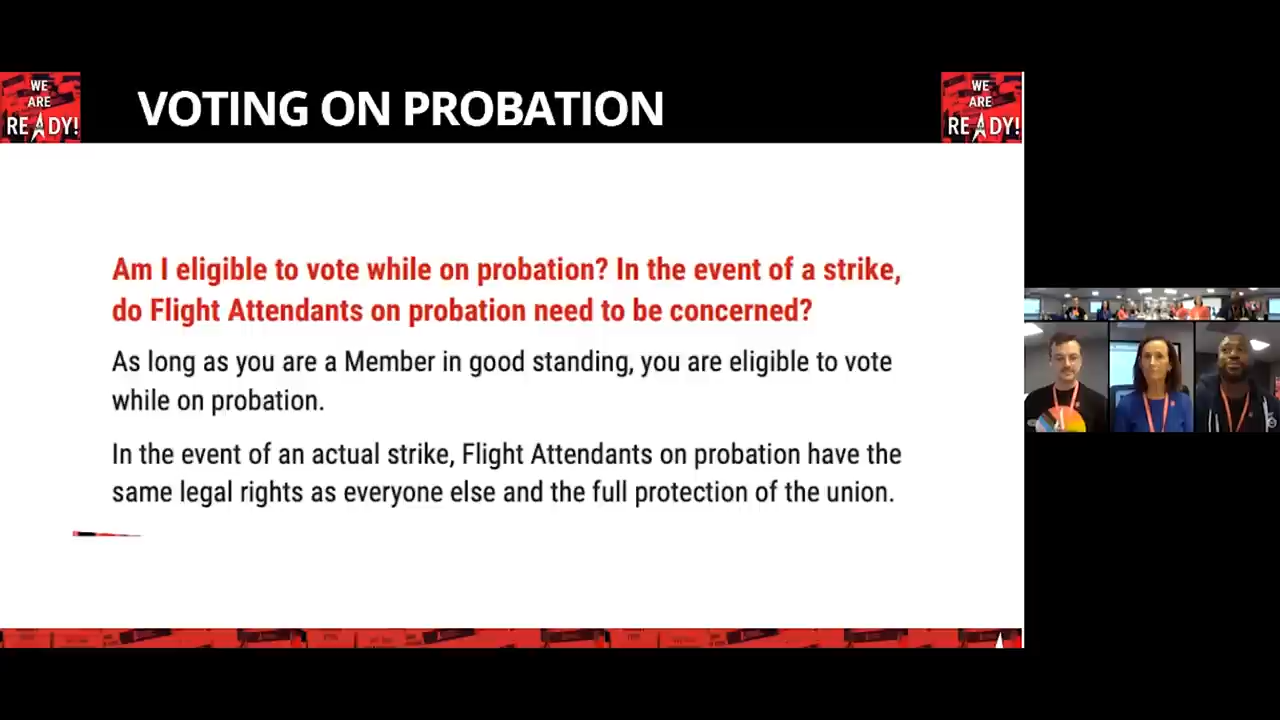 WE
ARE
READY!
VOTING ON PROBATION
WE
ARE
READY!
Am I eligible to vote while on probation? In the event of a strike,
do Flight Attendants on probation need to be concerned?
As long as you are a Member in good standing, you are eligible to vote
while on probation.
In the event of an actual strike, Flight Attendants on probation have the
same legal rights as everyone else and the full protection of the union.